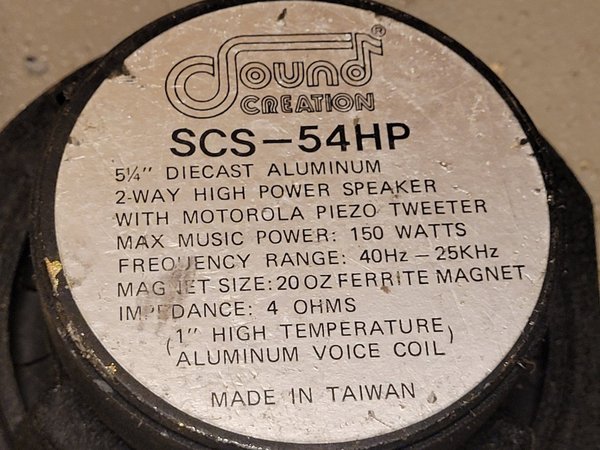 Sound®
CREATION
SCS-54HP
5¼" DIECAST ALUMINUM
2-WAY HIGH POWER SPEAKER
WITH MOTOROLA PIEZO TWEETER
MAX MUSIC POWER: 150 WATTS
FREQUENCY RANGE: 40Hz - 25KHz
MAGNET SIZE: 20 OZ FERRITE MAGNET
IMPEDANCE: 4 OHMS
(1" HIGH TEMPERATURE
ALUMINUM VOICE COIL)
MADE IN TAIWAN